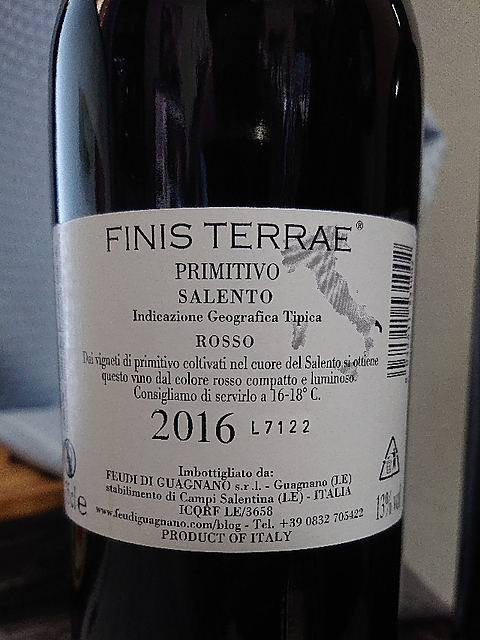 FINIS TERRAE®
PRIMITIVO
SALENTO
Indicazione Geografica Tipica
ROSSO
Dai vigneti di primitivo coltivati nel cuore del Salento si ottiene
questo vino dal colore rosso compatto e luminoso.
Consigliamo di servirlo a 16-18° C.
2016 L7122
Imbottigliato da:
FEUDI DI GUAGNANO s.r.l. - Guagnano (LE)
stabilimento di Campi Salentina (LE) - ITALIA
ICQRF LE/3658
www.feudiguagnano.com/blog - Tel. +39 0832 705422
PRODUCT OF ITALY
e
13% vol